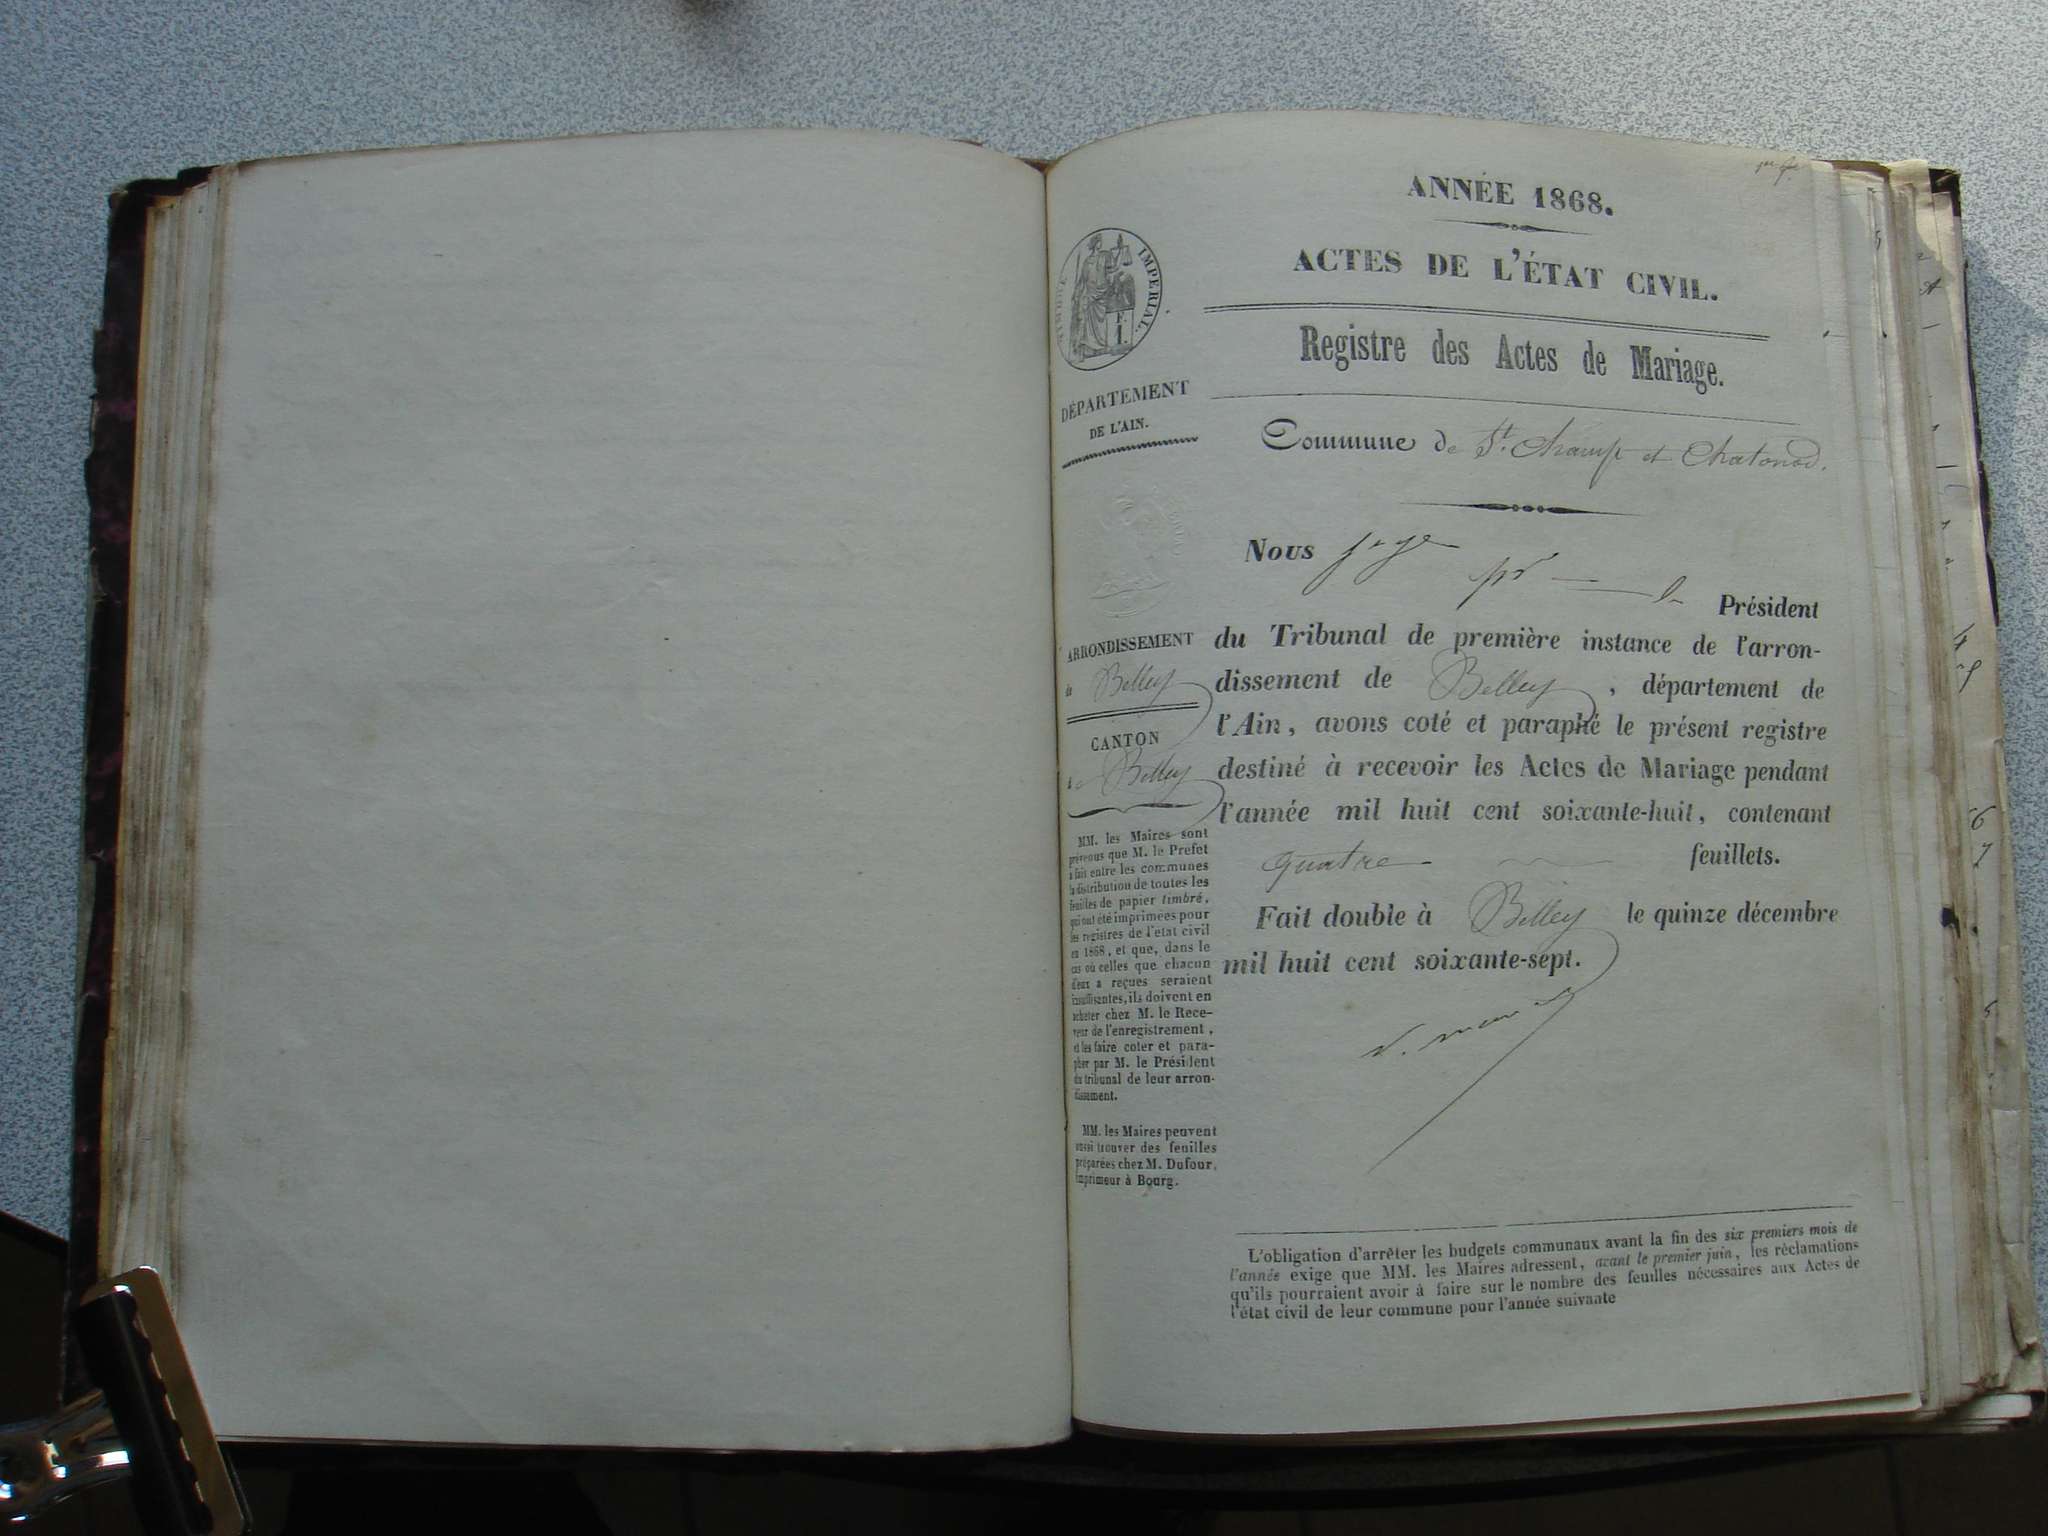 ANNÉE 1868.
ACTES DE L'ÉTAT CIVIL.
TIMBRE IMPERIAL.
F.
1.
Registre des Actes de Mariage.
DÉPARTEMENT
DE L'AIN.
Commune de St. Champ et Chatonod.
ARRONDISSEMENT
de Belley
CANTON
de Belley
MM. les Maires sont
prévenus que M. le Préfet
a fait entre les communes
la distribution de toutes les
feuilles de papier timbré,
qui ont été imprimées pour
les registres de l'état civil
en 1868, et que, dans le
cas où celles que chacun
d'eux a reçues seraient
insuffisantes, ils doivent en
acheter chez M. le Rece-
veur de l'enregistrement,
et les faire coter et para-
pher par M. le Président
du tribunal de leur arron-
dissement.
MM. les Maires peuvent
aussi trouver des feuilles
préparées chez M. Dufour,
imprimeur à Bourg.
Nous juge
pr le Président
du Tribunal de première instance de l'arron-
dissement de Belley, département de
l'Ain, avons coté et paraphé le présent registre
destiné à recevoir les Actes de Mariage pendant
l'année mil huit cent soixante-huit, contenant
quatre feuillets.
Fait double à Belley le quinze décembre
mil huit cent soixante-sept.
L'obligation d'arrêter les budgets communaux avant la fin des six premiers mois de
l'année exige que MM. les Maires adressent, avant le premier juin, les réclamations
qu'ils pourraient avoir à faire sur le nombre des feuilles nécessaires aux Actes de
l'état civil de leur commune pour l'année suivante